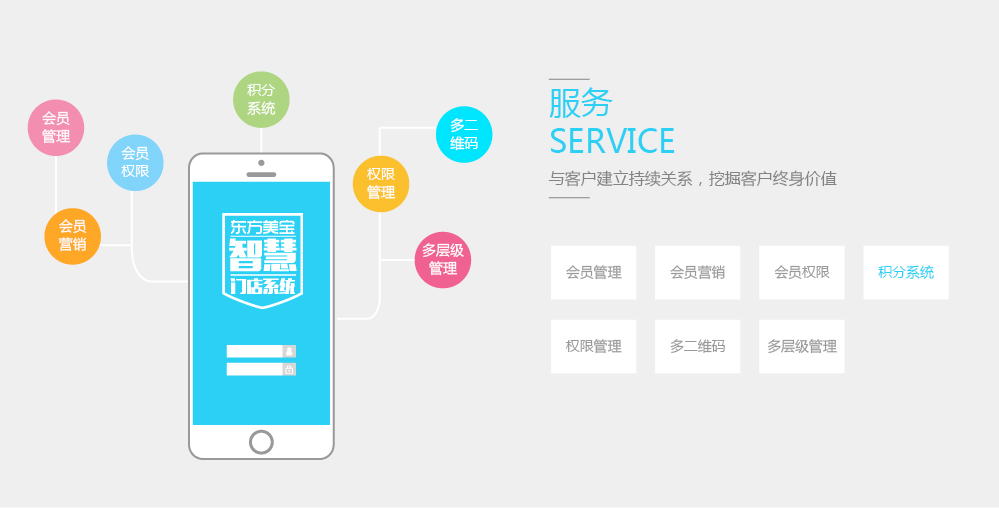 会员
管理
会员
权限
会员
营销
积分
系统
多二
维码
权限
管理
多层级
管理
东方美宝
智慧
门店系统
服务
SERVICE
与客户建立持续关系，挖掘客户终身价值
会员管理
会员营销
会员权限
积分系统
权限管理
多二维码
多层级管理